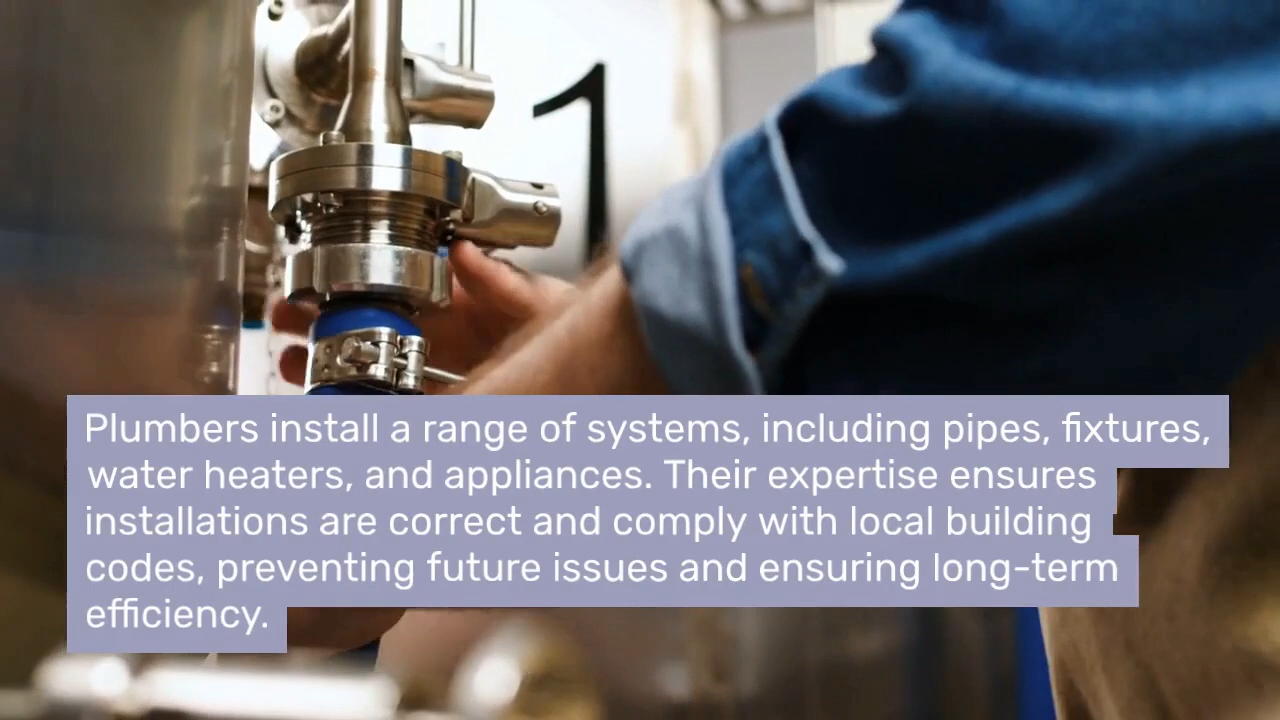 1
Plumbers install a range of systems, including pipes, fixtures,
water heaters, and appliances. Their expertise ensures
installations are correct and comply with local building
codes, preventing future issues and ensuring long-term
efficiency.